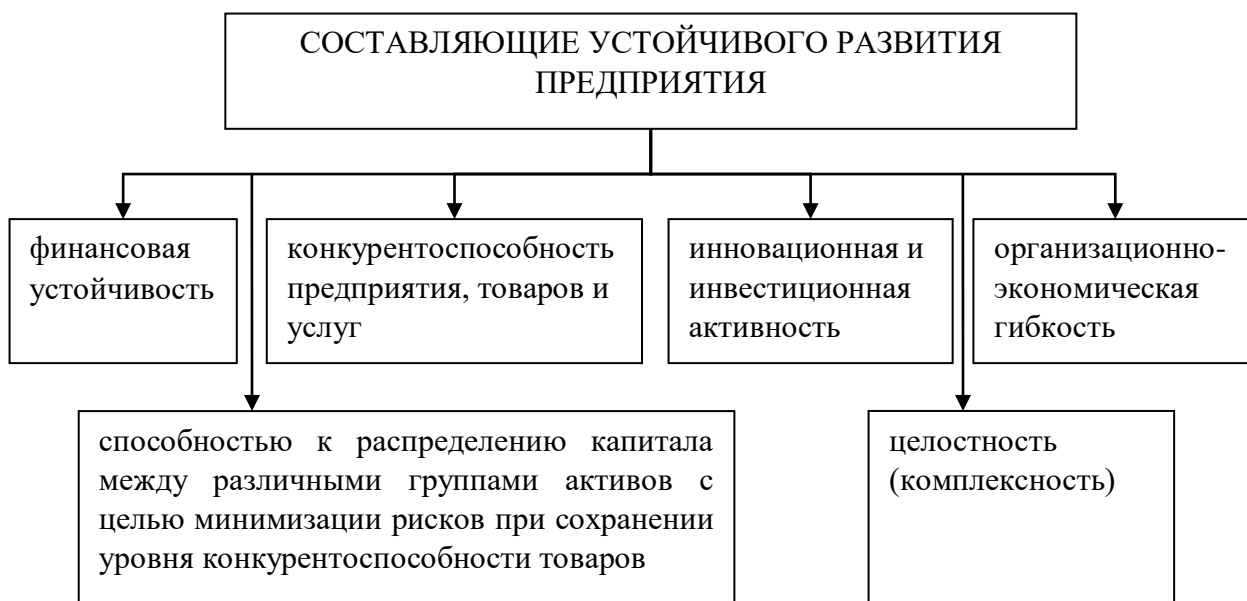 СОСТАВЛЯЮЩИЕ УСТОЙЧИВОГО РАЗВИТИЯ
ПРЕДПРИЯТИЯ
финансовая
устойчивость
конкурентоспособность
предприятия, товаров и
услуг
инновационная и
инвестиционная
активность
организационно-
экономическая
гибкость
способностью к распределению капитала
между различными группами активов с
целью минимизации рисков при сохранении
уровня конкурентоспособности товаров
целостность
(комплексность)